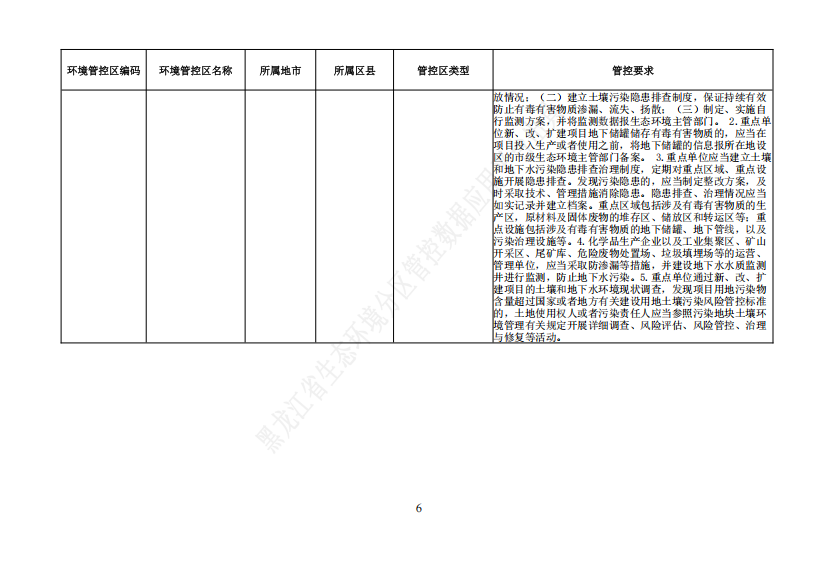 环境管控区编码 环境管控区名称 所属地市 所属区县 管控区类型 管控要求
放情况；（二）建立土壤污染隐患排查制度，保证持续有效
防止有毒有害物质渗漏、流失、扬散；（三）制定、实施自
行监测方案，并将监测数据报生态环境主管部门。 2.重点单
位新、改、扩建项目地下储罐储存有毒有害物质的，应当在
项目投入生产或者使用之前，将地下储罐的信息报所在地设
区的市级生态环境主管部门备案。 3.重点单位应当建立土壤
和地下水污染隐患排查治理制度，定期对重点区域、重点设
施开展隐患排查。发现污染隐患的，应当制定整改方案，及
时采取技术、管理措施消除隐患。隐患排查、治理情况应当
如实记录并建立档案。重点区域包括涉及有毒有害物质的生
产区，原材料及固体废物的堆存区、储放区和转运区等；重
点设施包括涉及有毒有害物质的地下储罐、地下管线，以及
污染治理设施等。4.化学品生产企业以及工业集聚区、矿山
开采区、尾矿库、危险废物处置场、垃圾填埋场等的运营、
管理单位，应当采取防渗漏等措施，并建设地下水水质监测
井进行监测，防止地下水污染。5.重点单位通过新、改、扩
建项目的土壤和地下水环境现状调查，发现项目用地污染物
含量超过国家或者地方有关建设用地土壤污染风险管控标准
的，土地使用权人或者污染责任人应当参照污染地块土壤环
境管理有关规定开展详细调查、风险评估、风险管控、治理
与修复等活动。
黑龙江省生态环境分区管控数据应用
6